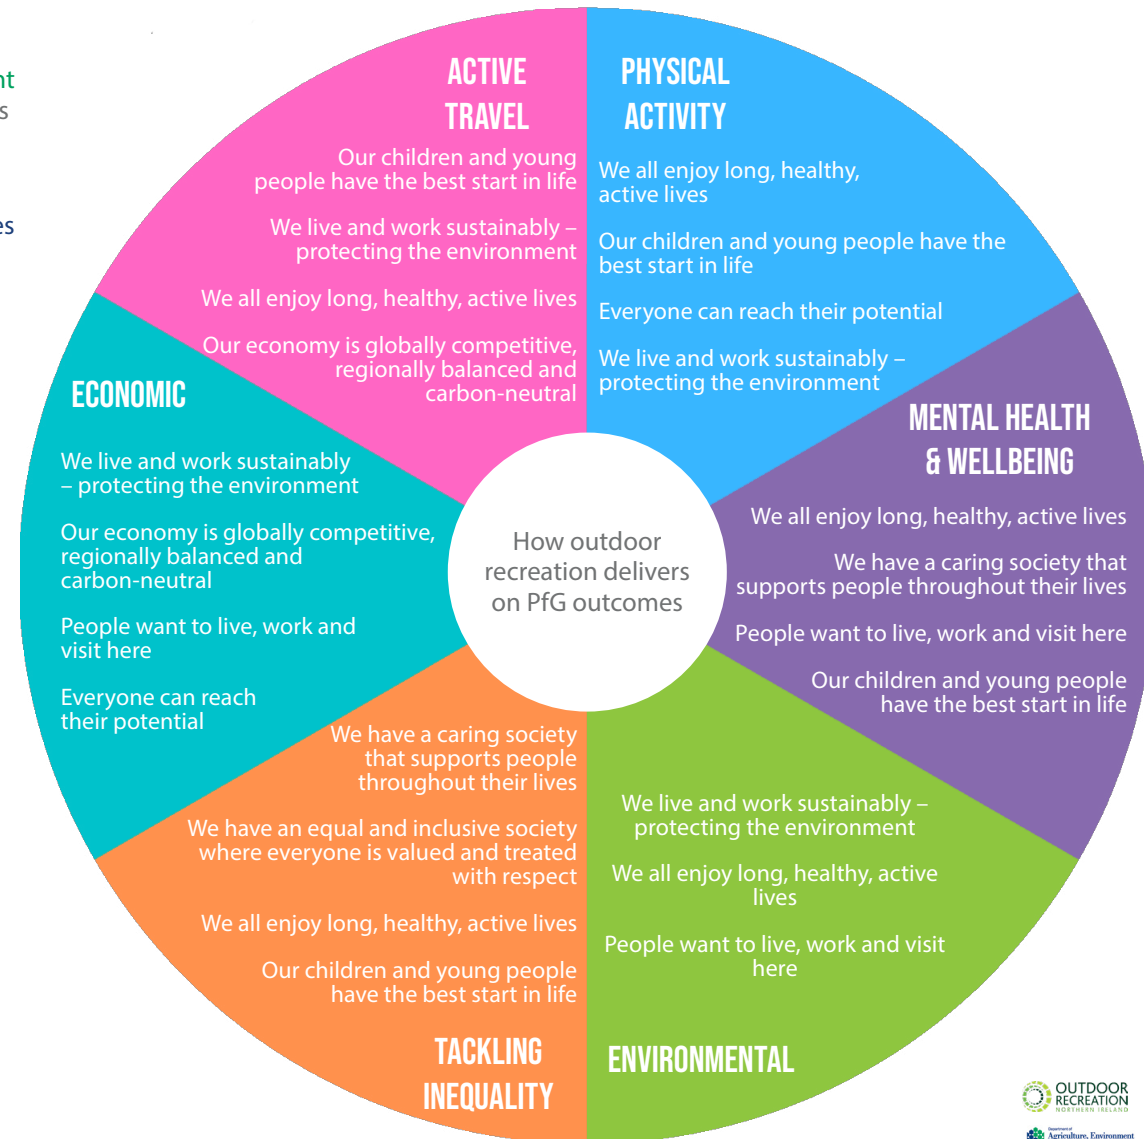 nt
s
es
ACTIVE
TRAVEL
Our children and young
people have the best start in life
We live and work sustainably –
protecting the environment
We all enjoy long, healthy, active lives
Our economy is globally competitive,
regionally balanced and
carbon-neutral
PHYSICAL
ACTIVITY
We all enjoy long, healthy,
active lives
Our children and young people have the
best start in life
Everyone can reach their potential
We live and work sustainably –
protecting the environment
MENTAL HEALTH
& WELLBEING
We all enjoy long, healthy, active lives
We have a caring society that
supports people throughout their lives
People want to live, work and visit here
Our children and young people
have the best start in life
ECONOMIC
We live and work sustainably
– protecting the environment
Our economy is globally competitive,
regionally balanced and
carbon-neutral
People want to live, work and
visit here
Everyone can reach
their potential
How outdoor
recreation delivers
on PfG outcomes
We have a caring society
that supports people
throughout their lives
We have an equal and inclusive society
where everyone is valued and treated
with respect
We all enjoy long, healthy, active lives
Our children and young people
have the best start in life
TACKLING
INEQUALITY
We live and work sustainably –
protecting the environment
We all enjoy long, healthy, active
lives
People want to live, work and visit
here
ENVIRONMENTAL
OUTDOOR
RECREATION
NORTHERN IRELAND
Department of
Agriculture, Environment